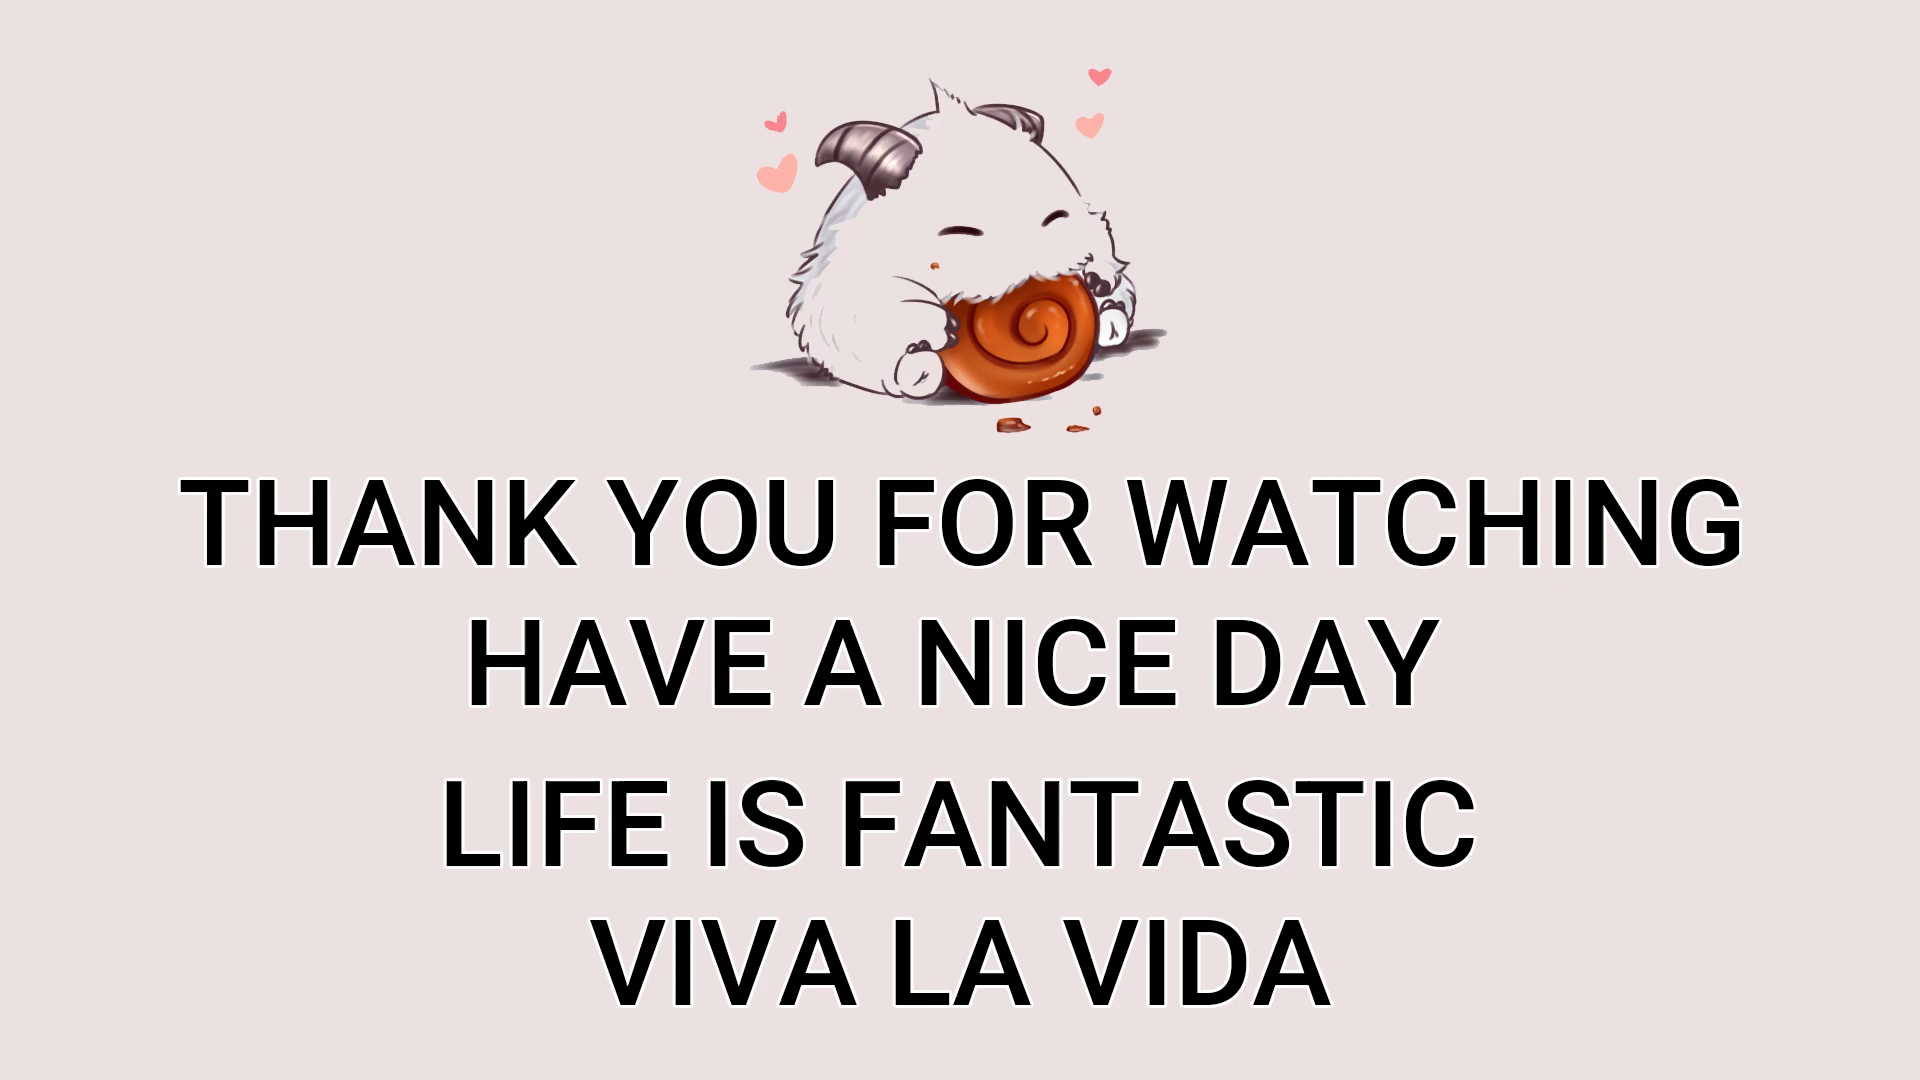 THANK YOU FOR WATCHING
HAVE A NICE DAY
LIFE IS FANTASTIC
VIVA LA VIDA